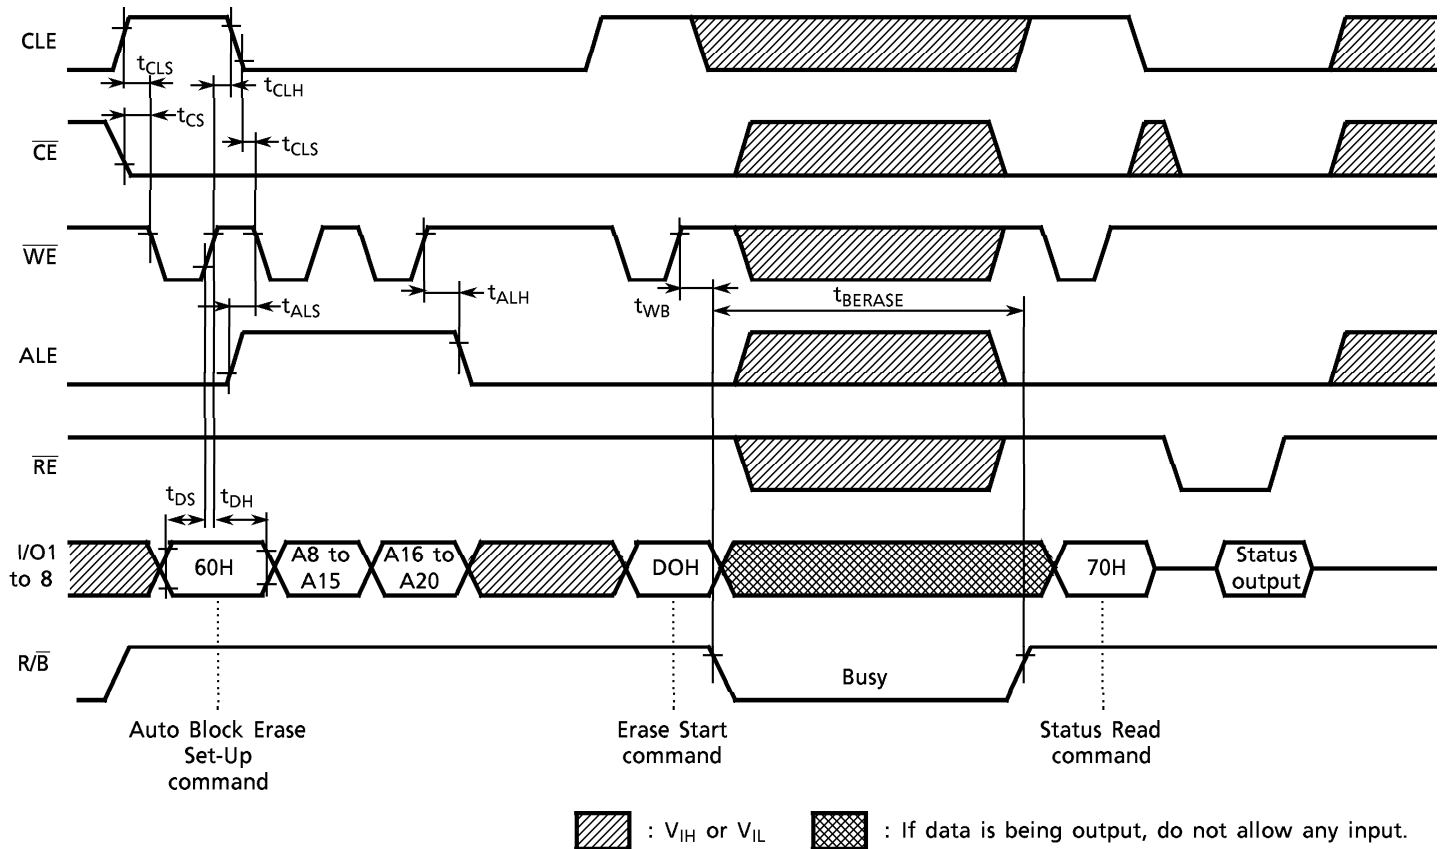 CLE
tCLS
tCLH
tCS
CE
tCLS
WE
tALS
tALH
tWB
tBERASE
ALE
RE
tDS
tDH
I/O1
to 8
60H
A8 to
A15
A16 to
A20
DOH
70H
Status
output
R/B
Busy
Auto Block Erase
Set-Up
command
Erase Start
command
Status Read
command
: VIH or VIL
: If data is being output, do not allow any input.